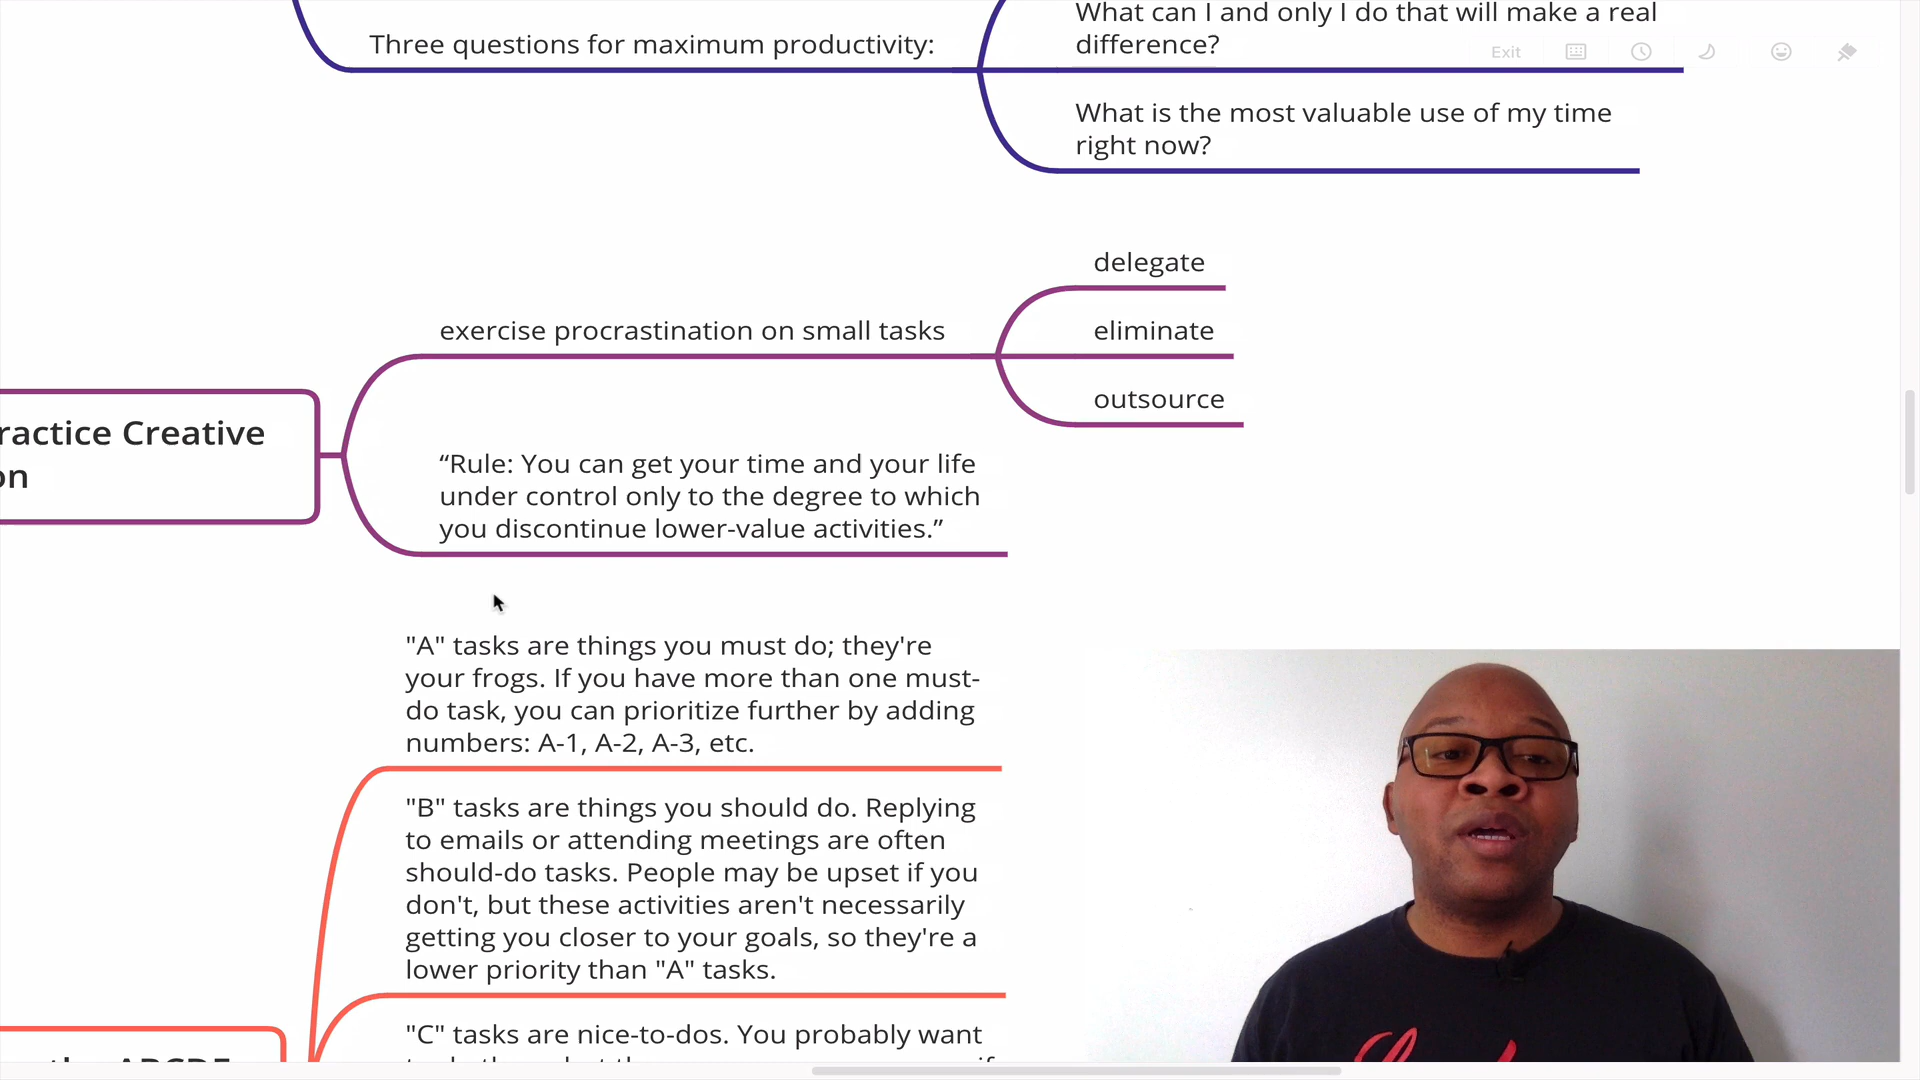 What can I and only I do that will make a real
difference?
Three questions for maximum productivity:
Exit
What is the most valuable use of my time
right now?
delegate
exercise procrastination on small tasks
eliminate
outsource
ractice Creative
on
“Rule: You can get your time and your life
under control only to the degree to which
you discontinue lower-value activities.”
"A" tasks are things you must do; they're
your frogs. If you have more than one must-
do task, you can prioritize further by adding
numbers: A-1, A-2, A-3, etc.
"B" tasks are things you should do. Replying
to emails or attending meetings are often
should-do tasks. People may be upset if you
don't, but these activities aren't necessarily
getting you closer to your goals, so they're a
lower priority than "A" tasks.
"C" tasks are nice-to-dos. You probably want
the ABCDE